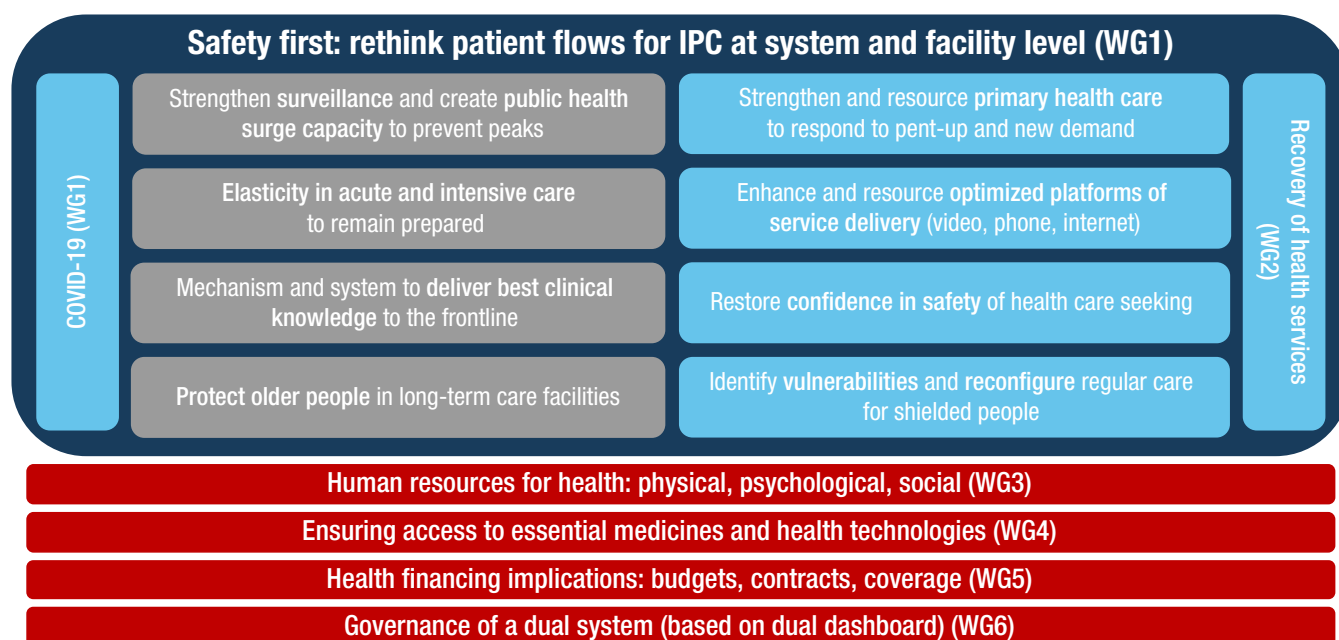 Safety first: rethink patient flows for IPC at system and facility level (WG1)
COVID-19 (WG1)
Strengthen surveillance and create public health
surge capacity to prevent peaks
Elasticity in acute and intensive care
to remain prepared
Mechanism and system to deliver best clinical
knowledge to the frontline
Protect older people in long-term care facilities
Strengthen and resource primary health care
to respond to pent-up and new demand
Enhance and resource optimized platforms of
service delivery (video, phone, internet)
Restore confidence in safety of health care seeking
Identify vulnerabilities and reconfigure regular care
for shielded people
Recovery of health services
(WG2)
Human resources for health: physical, psychological, social (WG3)
Ensuring access to essential medicines and health technologies (WG4)
Health financing implications: budgets, contracts, coverage (WG5)
Governance of a dual system (based on dual dashboard) (WG6)